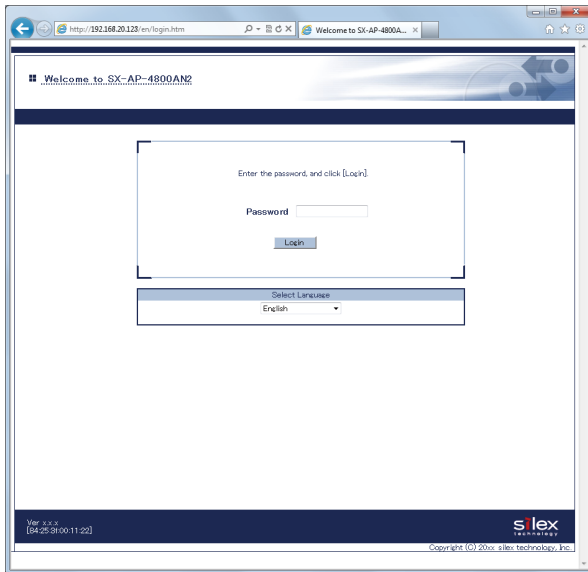 http://192.168.20.128/en/login.htm
Welcome to SX-AP-4800A...
Welcome to SX-AP-4800AN2
Enter the password, and click [Login].
Password
Login
Select Language
English
Ver x.x.x
[84:25:3f:00:11:22]
silex
technology
Copyright (C) 20xx silex technology, Inc.